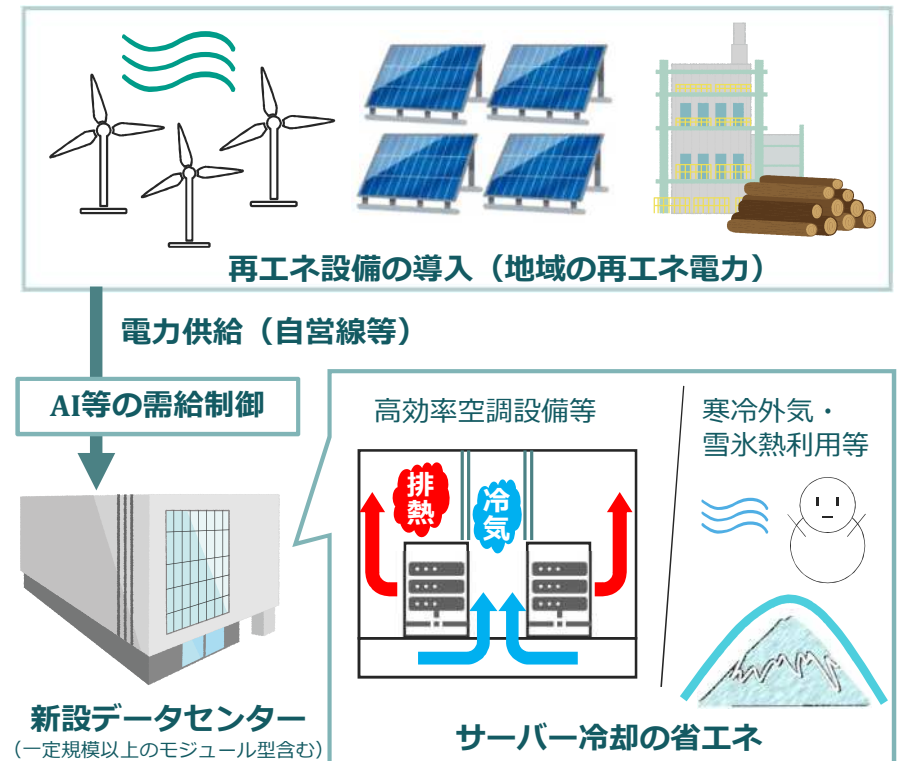 再エネ設備の導入（地域の再エネ電力）
電力供給（自営線等）
AI等の需給制御
高効率空調設備等
寒冷外気・
雪氷熱利用等
排熱
冷気
新設データセンター
（一定規模以上のモジュール型含む）
サーバー冷却の省エネ